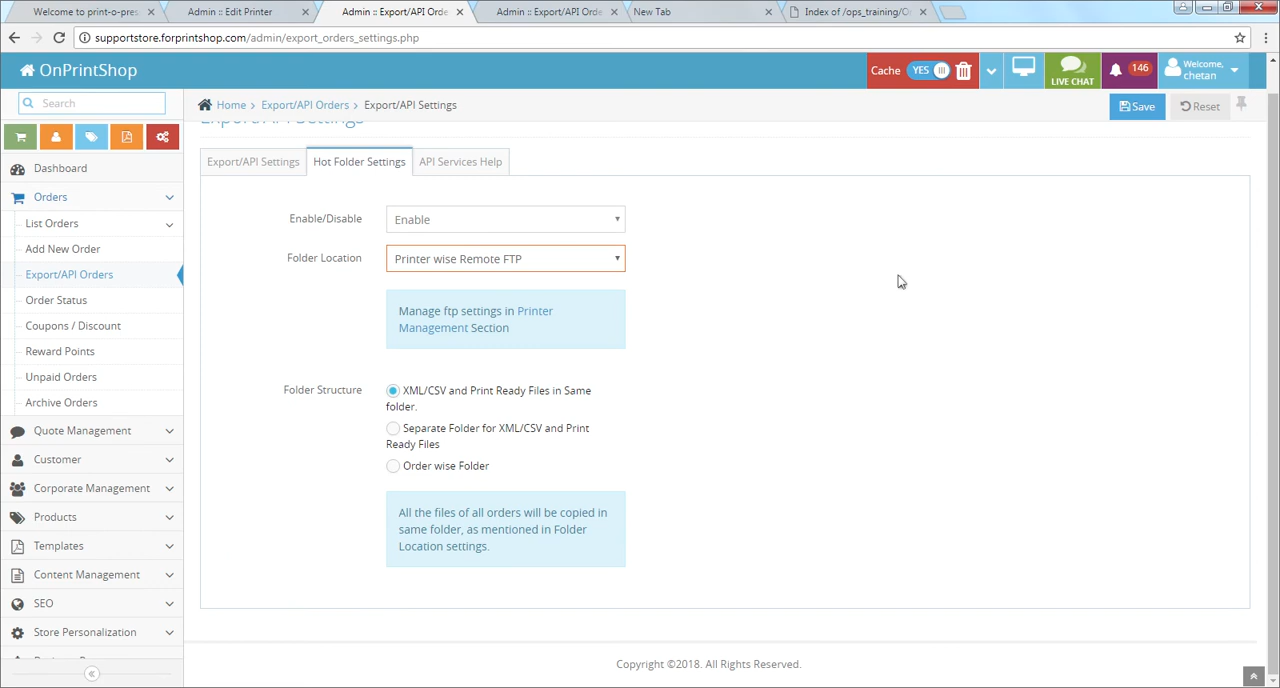 Welcome to print-o-pres
Admin :: Edit Printer
Admin :: Export/API Orde
Admin :: Export/API Orde
New Tab
Index of /ops_training/O
supportstore.forprintshop.com/admin/export_orders_settings.php
OnPrintShop
Cache YES
LIVE CHAT
146
Welcome,
chetan
Search
Home > Export/API Orders > Export/API Settings
Save
Reset
Export/API Settings
Export/API Settings
Hot Folder Settings
API Services Help
Dashboard
Orders
List Orders
Add New Order
Export/API Orders
Order Status
Coupons / Discount
Reward Points
Unpaid Orders
Archive Orders
Quote Management
Customer
Corporate Management
Products
Templates
Content Management
SEO
Store Personalization
Enable/Disable
Enable
Folder Location
Printer wise Remote FTP
Manage ftp settings in Printer
Management Section
Folder Structure
XML/CSV and Print Ready Files in Same
folder.
Separate Folder for XML/CSV and Print
Ready Files
Order wise Folder
All the files of all orders will be copied in
same folder, as mentioned in Folder
Location settings.
Copyright ©2018. All Rights Reserved.